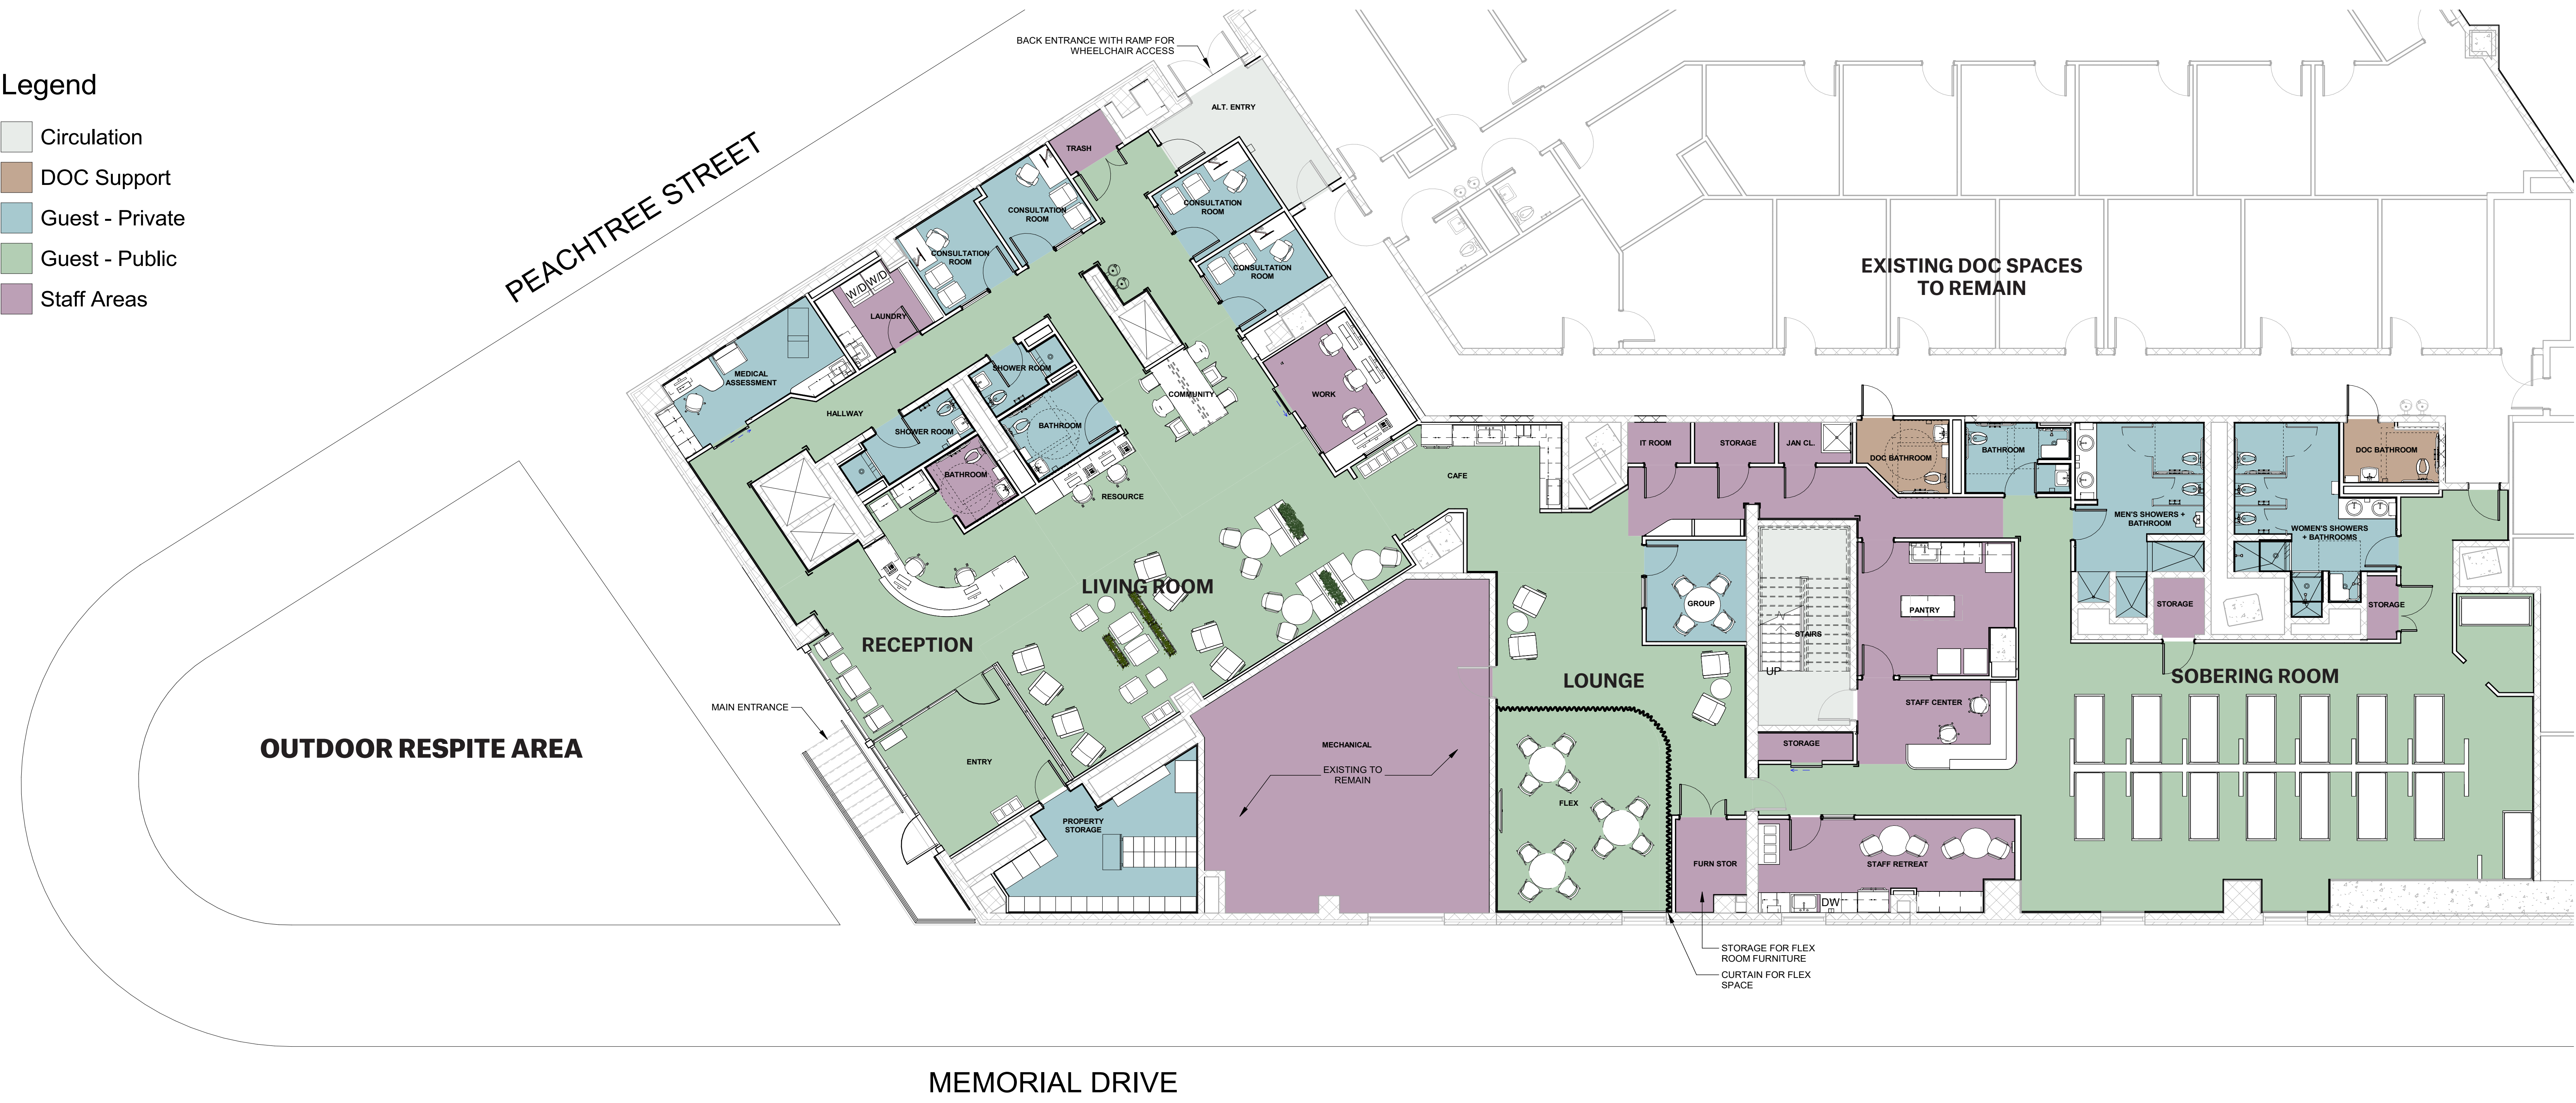 Legend
Circulation
DOC Support
Guest - Private
Guest - Public
Staff Areas
BACK ENTRANCE WITH RAMP FOR
WHEELCHAIR ACCESS
PEACHTREE STREET
ALT. ENTRY
TRASH
CONSULTATION
ROOM
CONSULTATION
ROOM
CONSULTATION
ROOM
CONSULTATION
ROOM
W/D
W/D
LAUNDRY
MEDICAL
ASSESSMENT
HALLWAY
SHOWER ROOM
SHOWER ROOM
BATHROOM
BATHROOM
COMMUNITY
WORK
RESOURCE
CAFE
LIVING ROOM
RECEPTION
MAIN ENTRANCE
ENTRY
PROPERTY
STORAGE
OUTDOOR RESPITE AREA
MECHANICAL
EXISTING TO
REMAIN
EXISTING DOC SPACES
TO REMAIN
IT ROOM
STORAGE
JAN CL.
DOC BATHROOM
BATHROOM
MEN'S SHOWERS +
BATHROOM
WOMEN'S SHOWERS
+ BATHROOMS
DOC BATHROOM
GROUP
STAIRS
UP
PANTRY
STORAGE
STORAGE
LOUNGE
SOBERING ROOM
STAFF CENTER
STORAGE
FLEX
FURN STOR
STAFF RETREAT
DW
STORAGE FOR FLEX
ROOM FURNITURE
CURTAIN FOR FLEX
SPACE
MEMORIAL DRIVE